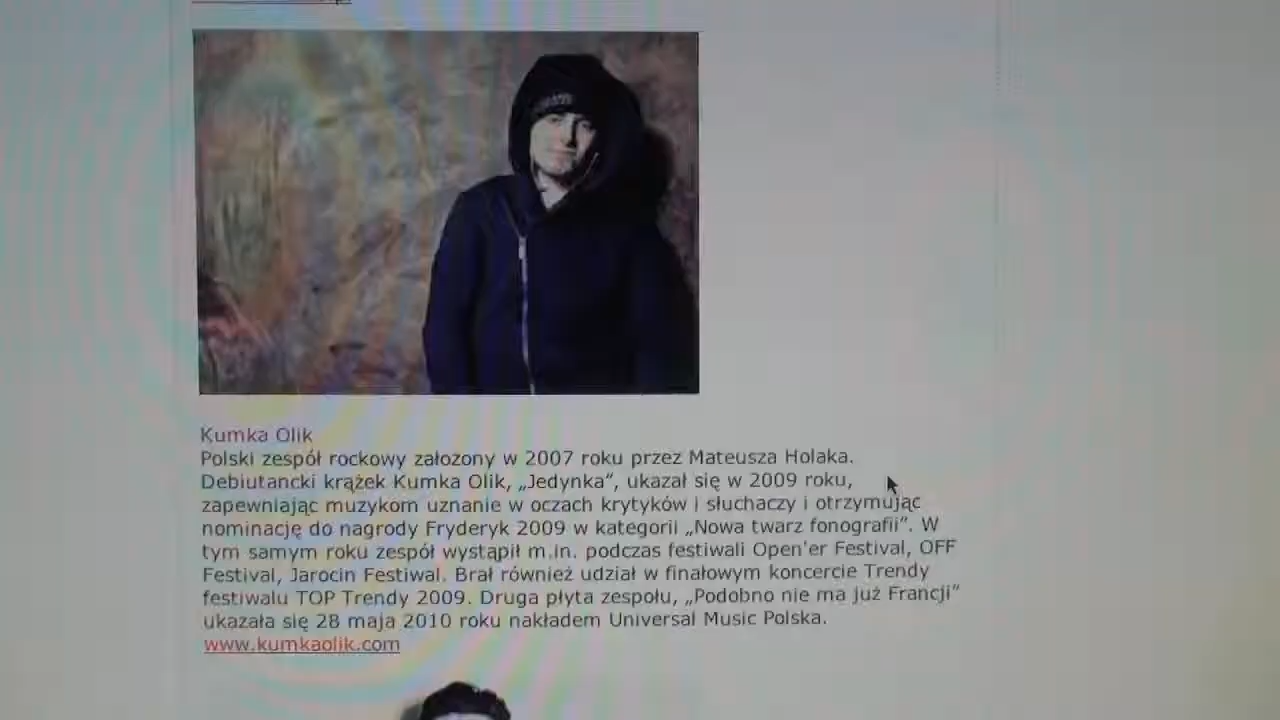 Kumka Olik
Polski zespół rockowy założony w 2007 roku przez Mateusza Holaka.
Debiutancki krążek Kumka Olik, „Jedynka”, ukazał się w 2009 roku,
zapewniając muzykom uznanie w oczach krytyków i słuchaczy i otrzymując
nominację do nagrody Fryderyk 2009 w kategorii „Nowa twarz fonografii”. W
tym samym roku zespół wystąpił m.in. podczas festiwali Open'er Festival, OFF
Festival, Jarocin Festiwal. Brał również udział w finałowym koncercie Trendy
festiwalu TOP Trendy 2009. Druga płyta zespołu, „Podobno nie ma już Francji”
ukazała się 28 maja 2010 roku nakładem Universal Music Polska.
www.kumkaolik.com